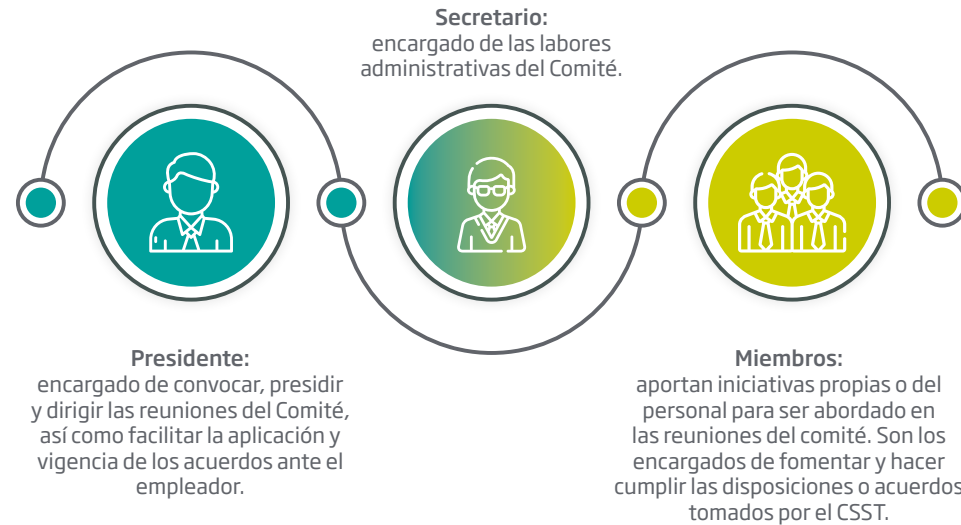 Secretario:
encargado de las labores
administrativas del Comité.
Presidente:
encargado de convocar, presidir
y dirigir las reuniones del Comité,
así como facilitar la aplicación y
vigencia de los acuerdos ante el
empleador.
Miembros:
aportan iniciativas propias o del
personal para ser abordado en
las reuniones del comité. Son los
encargados de fomentar y hacer
cumplir las disposiciones o acuerdos
tomados por el CSST.